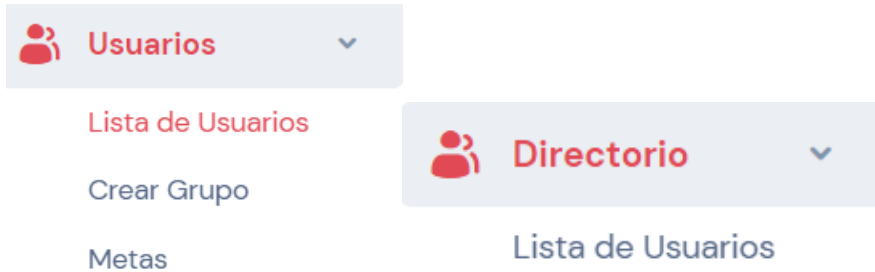 Usuarios
Lista de Usuarios
Crear Grupo
Metas
Directorio
Lista de Usuarios